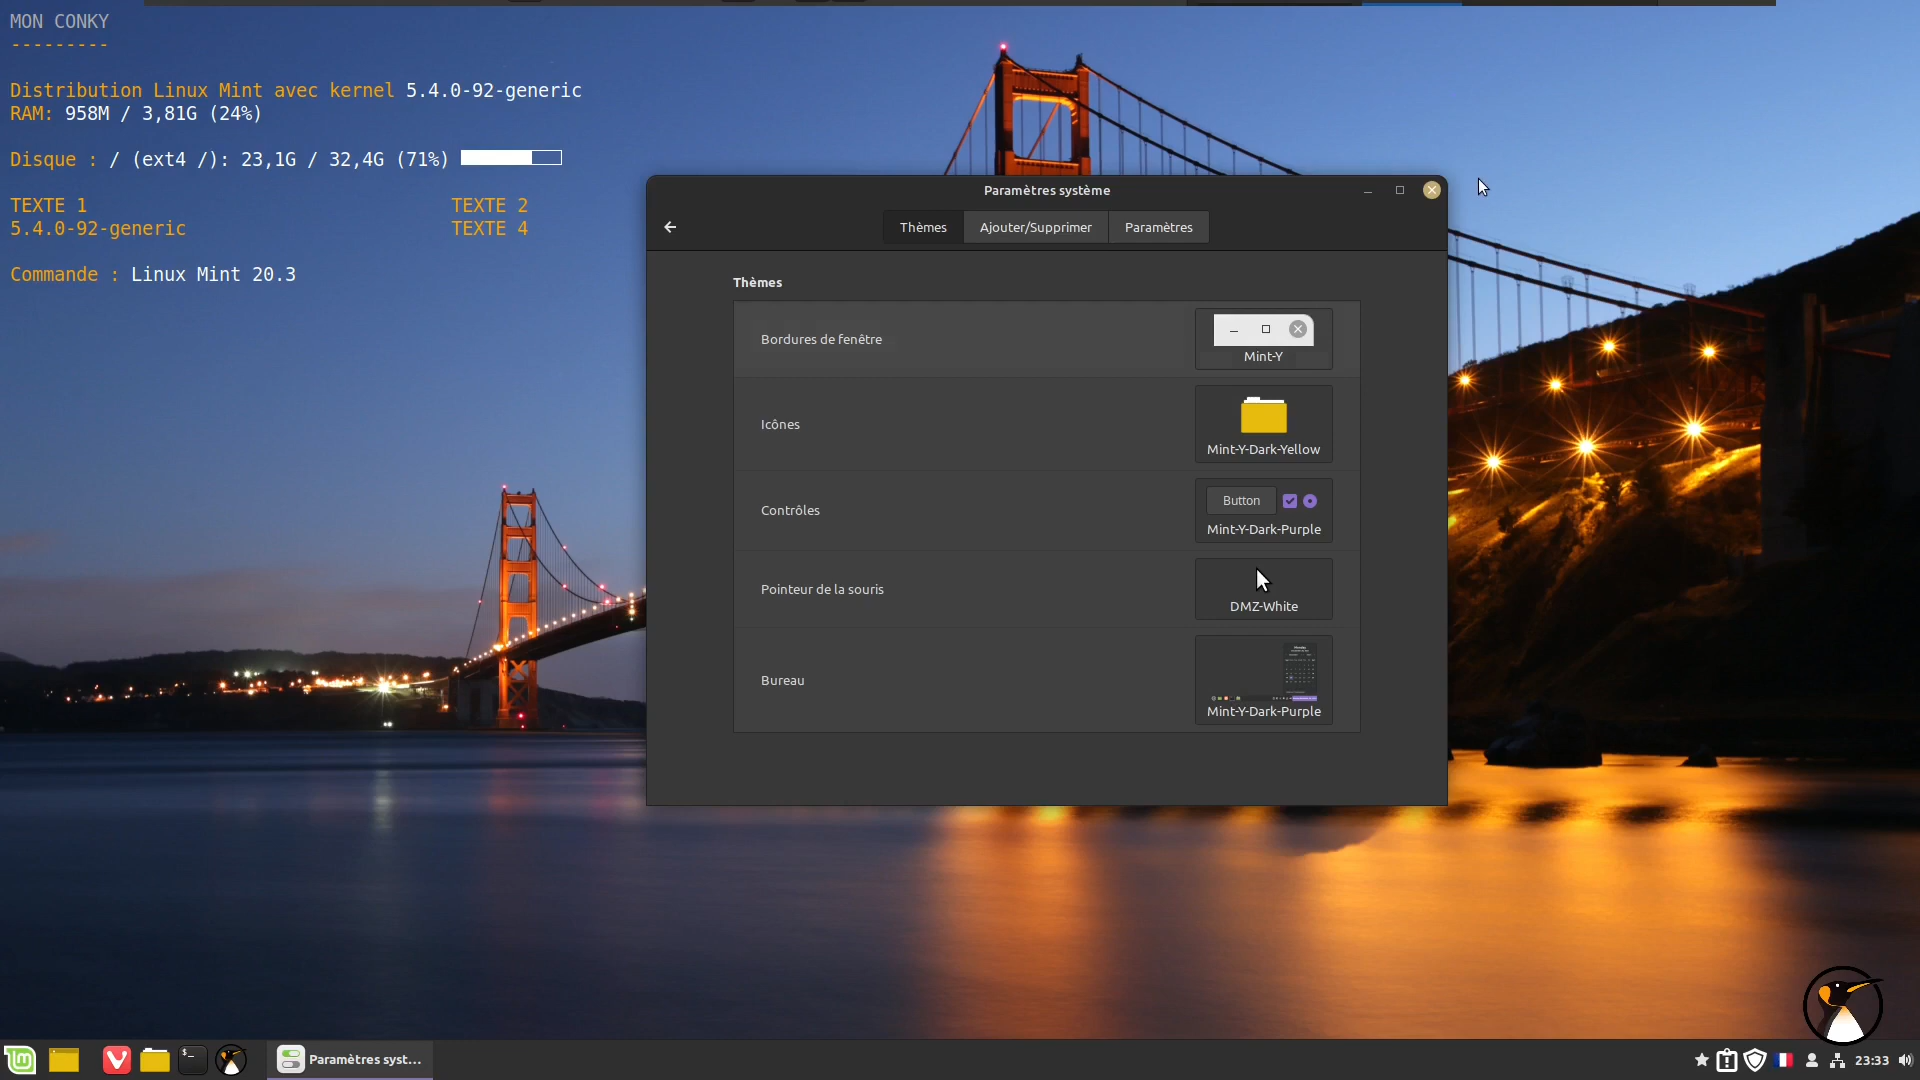 MON CONKY
---------
Distribution Linux Mint avec kernel 5.4.0-92-generic
RAM: 958M / 3,81G (24%)
Disque : / (ext4 /): 23,1G / 32,4G (71%)
TEXTE 1 TEXTE 2
5.4.0-92-generic TEXTE 4
Commande : Linux Mint 20.3
Paramètres système
Thèmes Ajouter/Supprimer Paramètres
Thèmes
Bordures de fenêtre
Mint-Y
Icônes
Mint-Y-Dark-Yellow
Contrôles
Button
Mint-Y-Dark-Purple
Pointeur de la souris
DMZ-White
Bureau
Mint-Y-Dark-Purple
Paramètres syst...
23:33